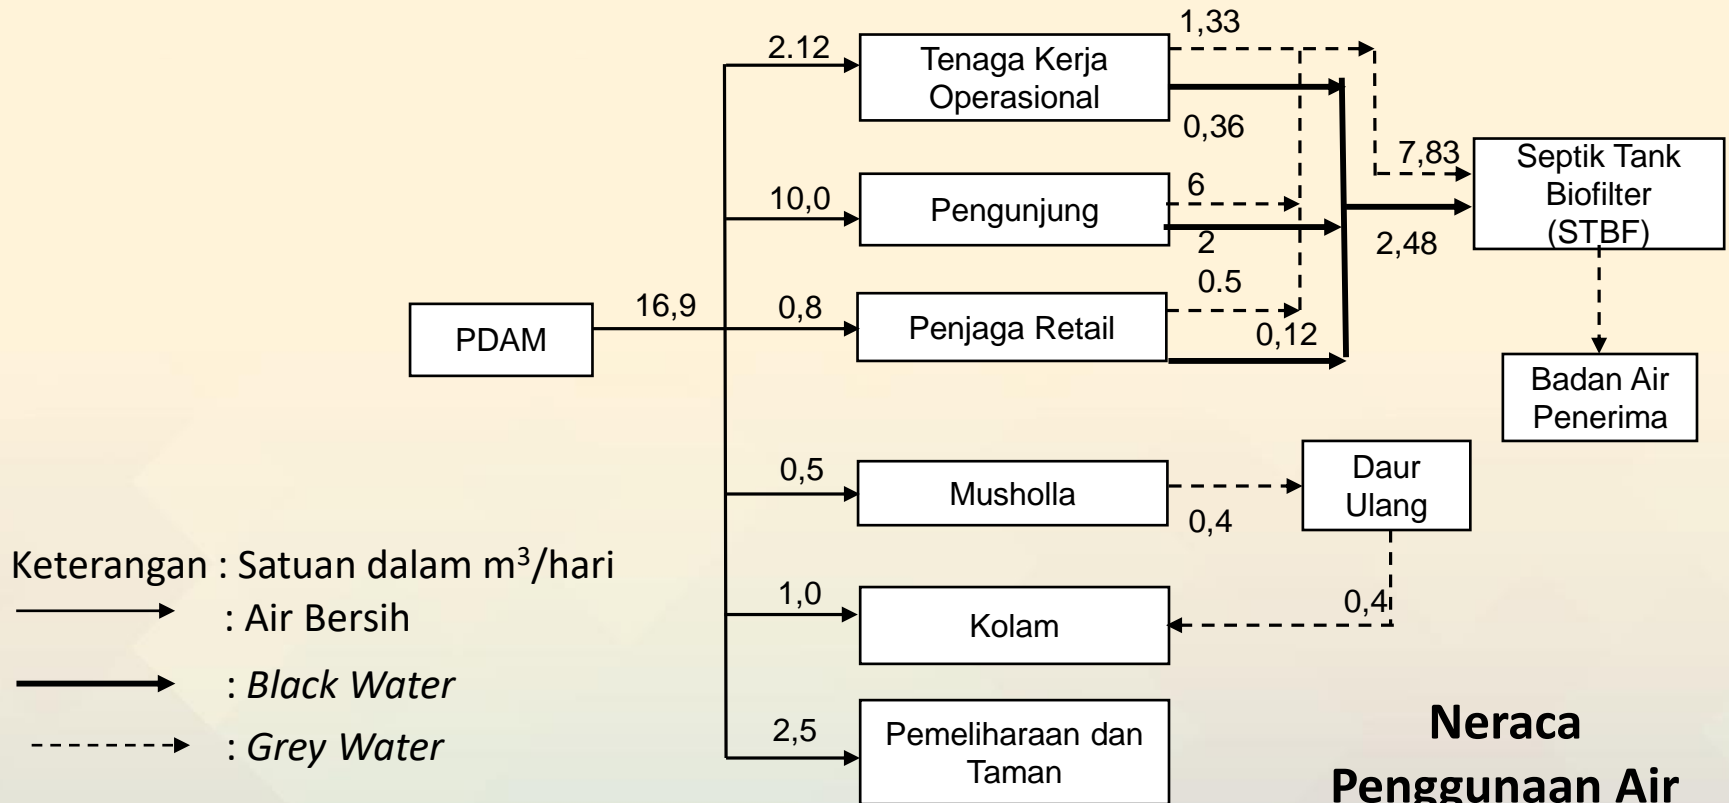 1,33
2.12
Tenaga Kerja
Operasional
0,36
7,83
Septik Tank
Biofilter
(STBF)
10,0
Pengunjung
6
2
2,48
0.5
16,9
0,8
PDAM
Penjaga Retail
0,12
Badan Air
Penerima
0,5
Musholla
0,4
Daur
Ulang
Keterangan : Satuan dalam m³/hari
: Air Bersih
: Black Water
: Grey Water
1,0
Kolam
0,4
2,5
Pemeliharaan dan
Taman
Neraca
Penggunaan Air